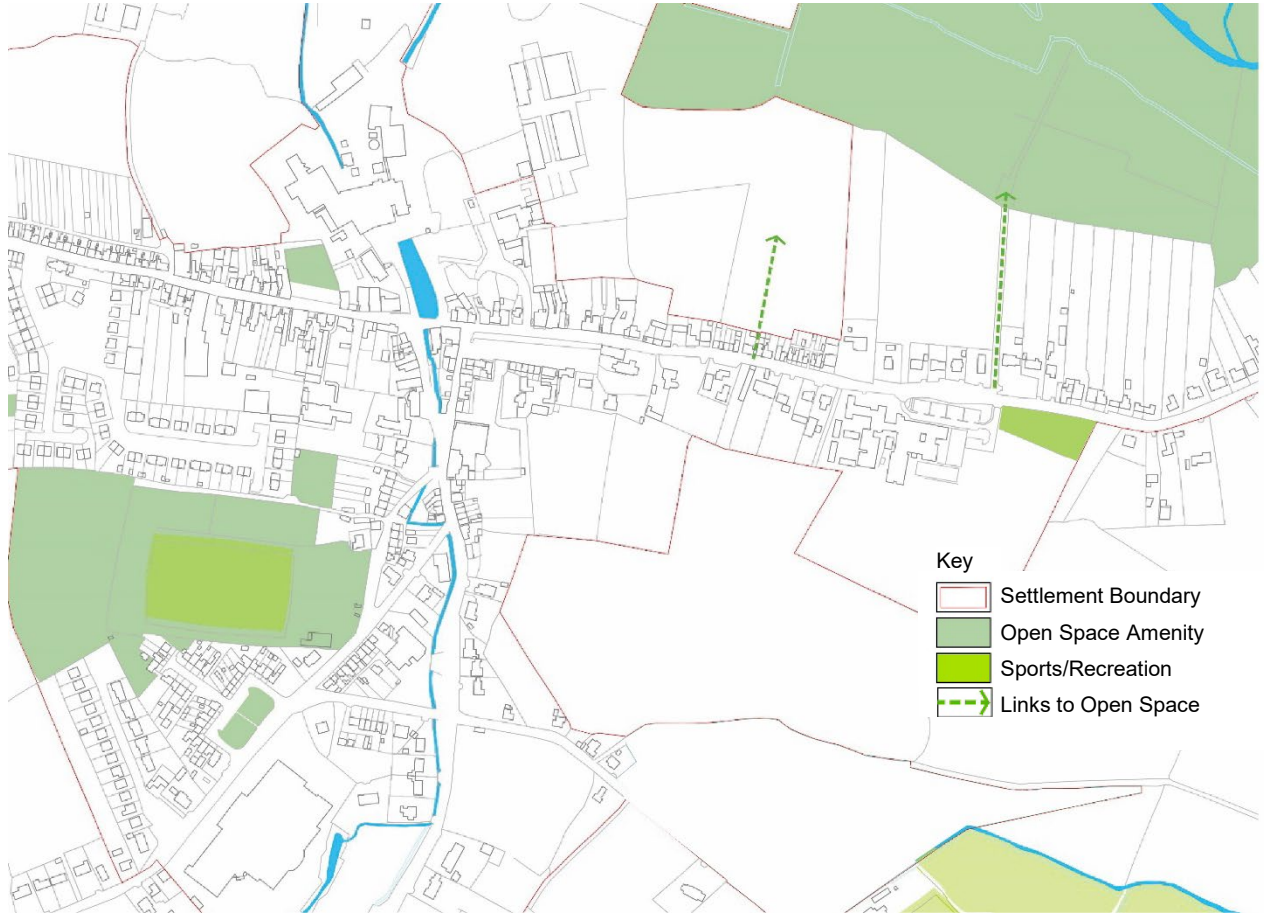 Key
Settlement Boundary
Open Space Amenity
Sports/Recreation
Links to Open Space